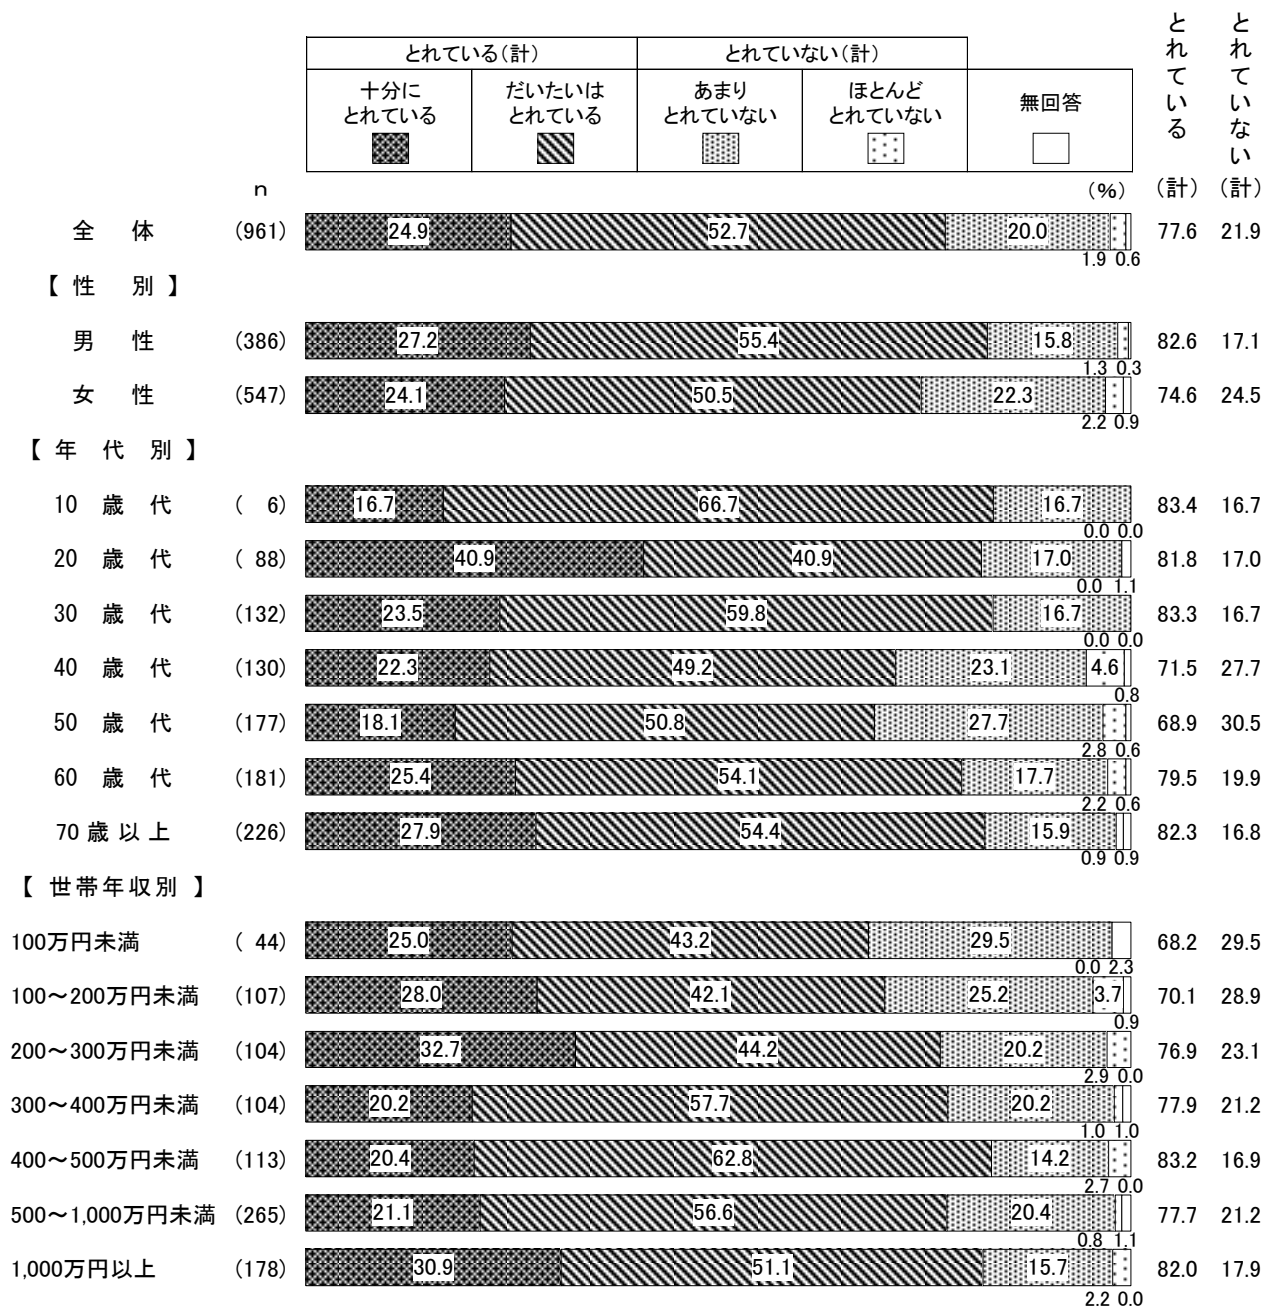 とれている(計) とれていない(計)
十分に とれている だいたいは とれている あまり とれていない ほとんど とれていない 無回答
とれている(計) とれていない(計)
n (%)
全 体 (961) 24.9 52.7 20.0 1.9 0.6 77.6 21.9
【 性 別 】
男 性 (386) 27.2 55.4 15.8 1.3 0.3 82.6 17.1
女 性 (547) 24.1 50.5 22.3 2.2 0.9 74.6 24.5
【 年 代 別 】
10 歳 代 ( 6) 16.7 66.7 16.7 0.0 0.0 83.4 16.7
20 歳 代 ( 88) 40.9 40.9 17.0 0.0 1.1 81.8 17.0
30 歳 代 (132) 23.5 59.8 16.7 0.0 0.0 83.3 16.7
40 歳 代 (130) 22.3 49.2 23.1 4.6 0.8 71.5 27.7
50 歳 代 (177) 18.1 50.8 27.7 2.8 0.6 68.9 30.5
60 歳 代 (181) 25.4 54.1 17.7 2.2 0.6 79.5 19.9
70 歳 以 上 (226) 27.9 54.4 15.9 0.9 0.9 82.3 16.8
【 世帯年収別 】
100万円未満 ( 44) 25.0 43.2 29.5 0.0 2.3 68.2 29.5
100～200万円未満 (107) 28.0 42.1 25.2 3.7 0.9 70.1 28.9
200～300万円未満 (104) 32.7 44.2 20.2 2.9 0.0 76.9 23.1
300～400万円未満 (104) 20.2 57.7 20.2 1.0 1.0 77.9 21.2
400～500万円未満 (113) 20.4 62.8 14.2 2.7 0.0 83.2 16.9
500～1,000万円未満 (265) 21.1 56.6 20.4 0.8 1.1 77.7 21.2
1,000万円以上 (178) 30.9 51.1 15.7 2.2 0.0 82.0 17.9